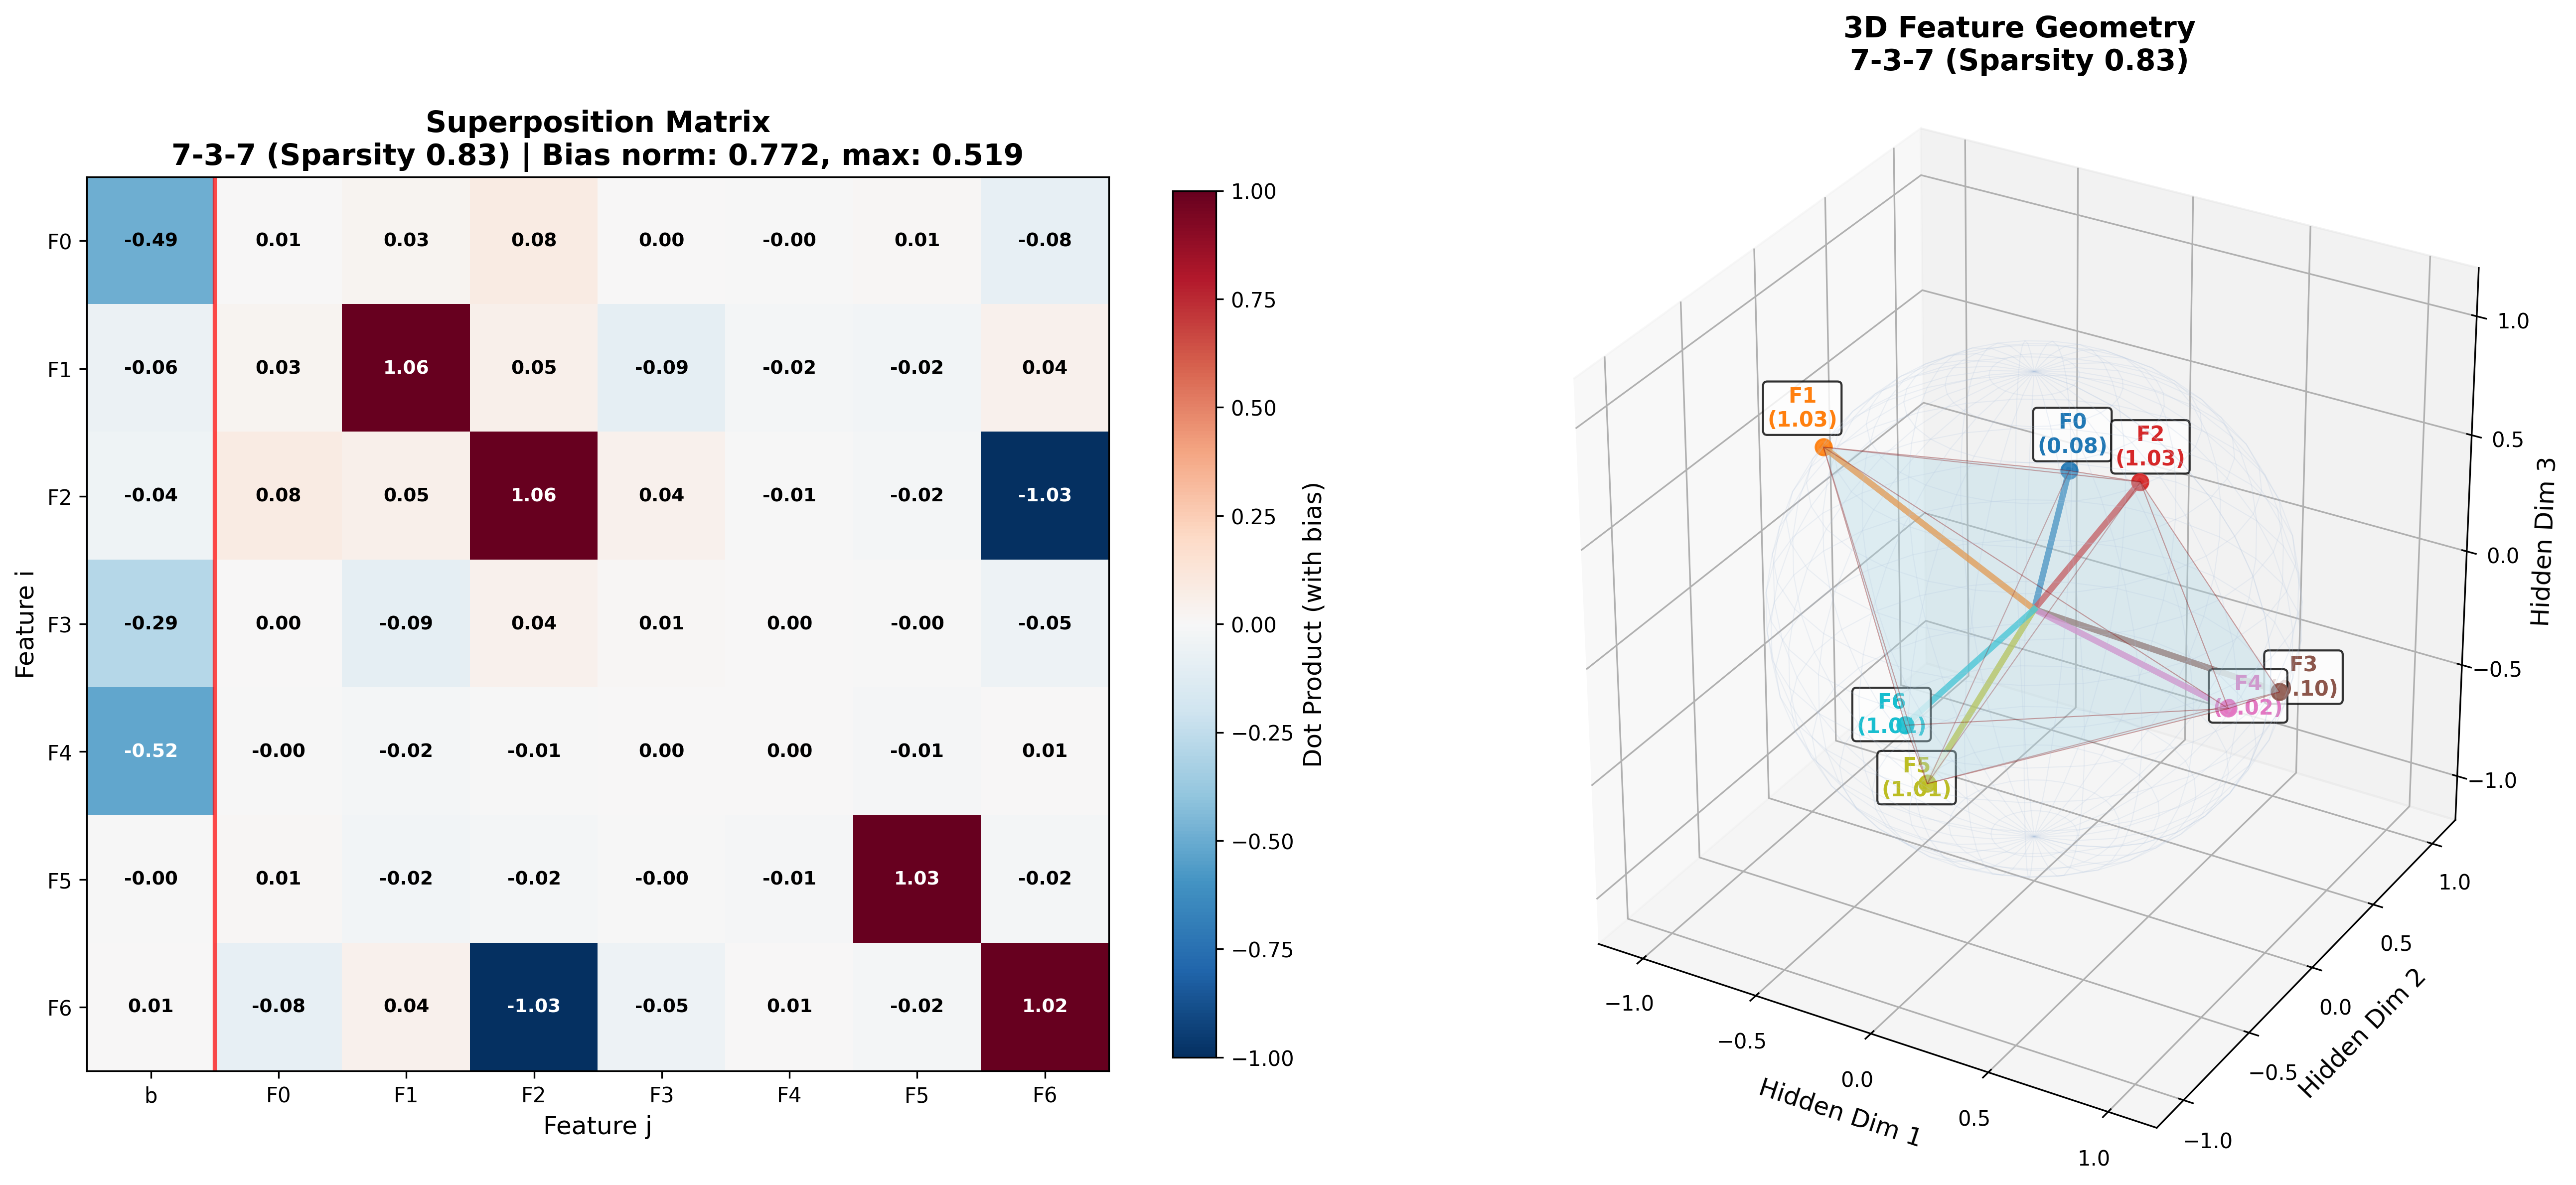 Superposition Matrix
7-3-7 (Sparsity 0.83) | Bias norm: 0.772, max: 0.519
F0 -0.49 0.01 0.03 0.08 0.00 -0.00 0.01 -0.08
F1 -0.06 0.03 1.06 0.05 -0.09 -0.02 -0.02 0.04
F2 -0.04 0.08 0.05 1.06 0.04 -0.01 -0.02 -1.03
F3 -0.29 0.00 -0.09 0.04 0.01 0.00 -0.00 -0.05
F4 -0.52 -0.00 -0.02 -0.01 0.00 0.00 -0.01 0.01
F5 -0.00 0.01 -0.02 -0.02 -0.00 -0.01 1.03 -0.02
F6 0.01 -0.08 0.04 -1.03 -0.05 0.01 -0.02 1.02
b F0 F1 F2 F3 F4 F5 F6
Feature j
Feature i
1.00
0.75
0.50
0.25
0.00
−0.25
−0.50
−0.75
−1.00
Dot Product (with bias)
3D Feature Geometry
7-3-7 (Sparsity 0.83)
F1
(1.03)
F0
(0.08)
F2
(1.03)
F3
.10)
F4
.02)
F6
F5
(1.01)
1.0
0.5
0.0
−0.5
−1.0
Hidden Dim 3
1.0
0.5
0.0
−0.5
−1.0
Hidden Dim 2
−1.0
−0.5
0.0
0.5
1.0
Hidden Dim 1